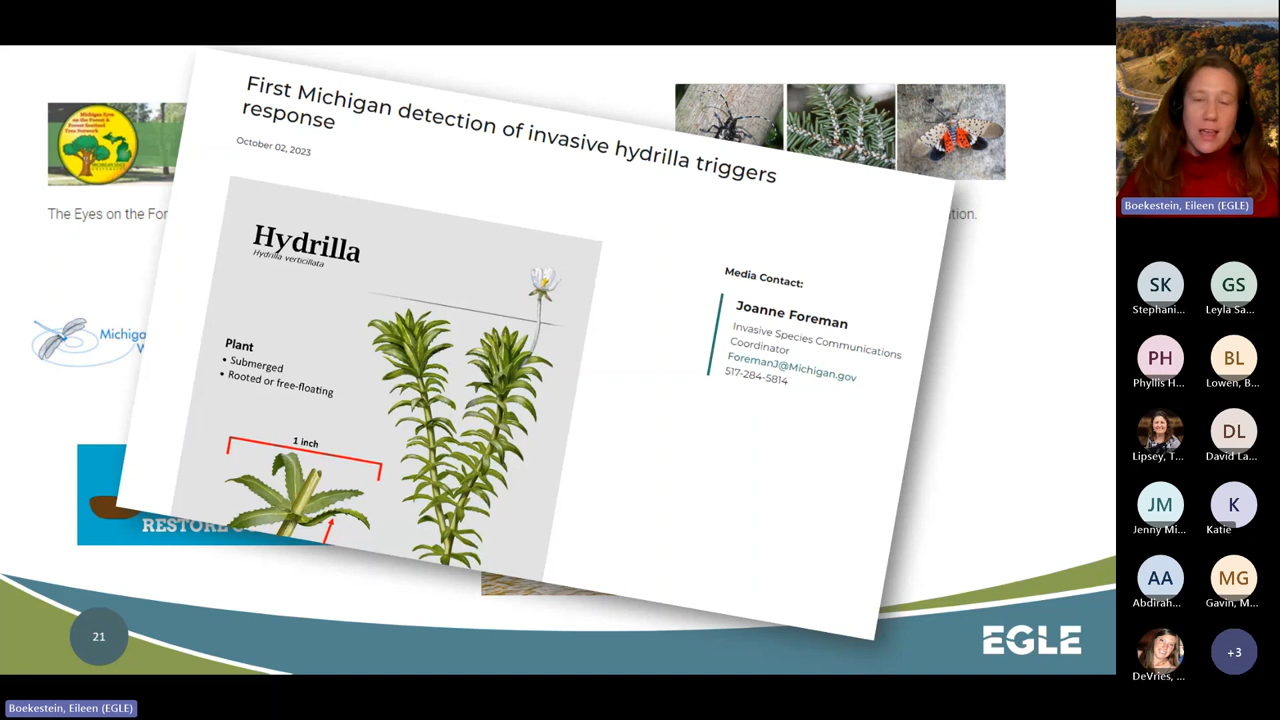 First Michigan detection of invasive hydrilla triggers
response
October 02, 2023
The Eyes on the For
tion.
Hydrilla
Hydrilla verticillata
Plant
• Submerged
• Rooted or free-floating
1 inch
Media Contact:
Joanne Foreman
Invasive Species Communications
Coordinator
ForemanJ@Michigan.gov
517-284-5814
Michiga
RESTORE
21
EGLE
Boekestein, Eileen (EGLE)
SK
Stephani...
GS
Leyla Sa...
PH
Phyllis H...
BL
Lowen, B...
Lipsey, T...
DL
David La...
JM
Jenny Mi...
K
Katie
AA
Abdirah...
MG
Gavin, M...
DeVries, ...
+3
Boekestein, Eileen (EGLE)